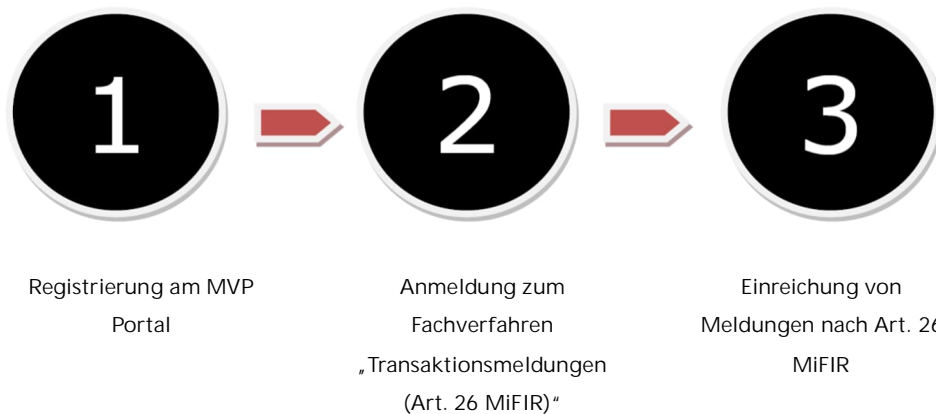 1
2
3
Registrierung am MVP
Portal
Anmeldung zum
Fachverfahren
„Transaktionsmeldungen
(Art. 26 MiFIR)"
Einreichung von
Meldungen nach Art. 26
MiFIR